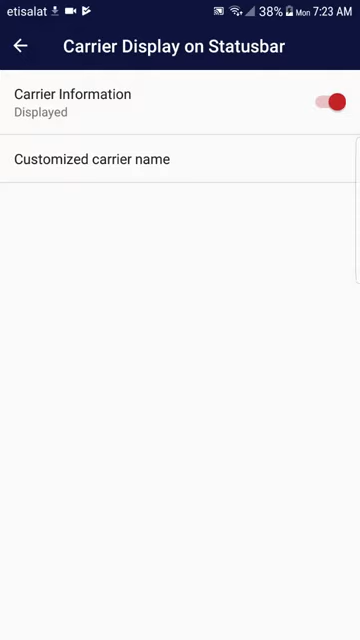 etisalat 38% Mon 7:23 AM
Carrier Display on Statusbar
Carrier Information
Displayed
Customized carrier name